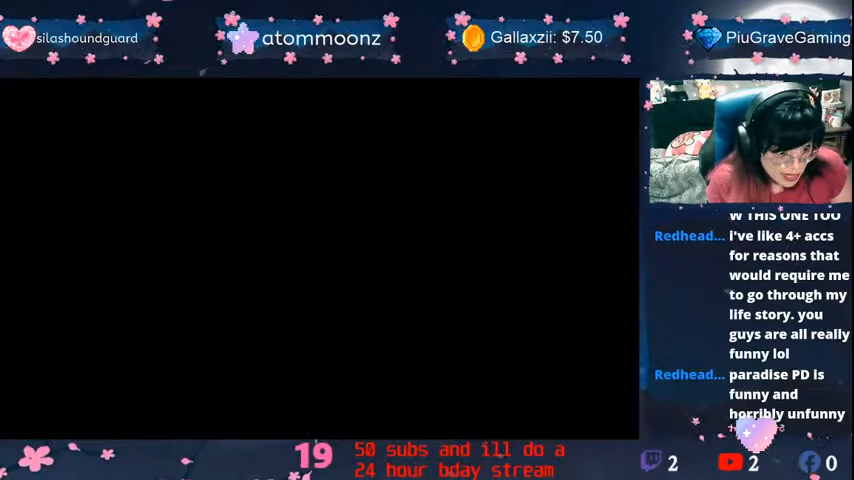 silashoundguard
atommoonz
Gallaxzii: $7.50
PiuGraveGaming
W THIS ONE TOO
Redhead... i've like 4+ accs
for reasons that
would require me
to go through my
life story. you
guys are all really
funny lol
Redhead... paradise PD is
funny and
horribly unfunny
19
50 subs and ill do a
24 hour bday stream
2
2
0